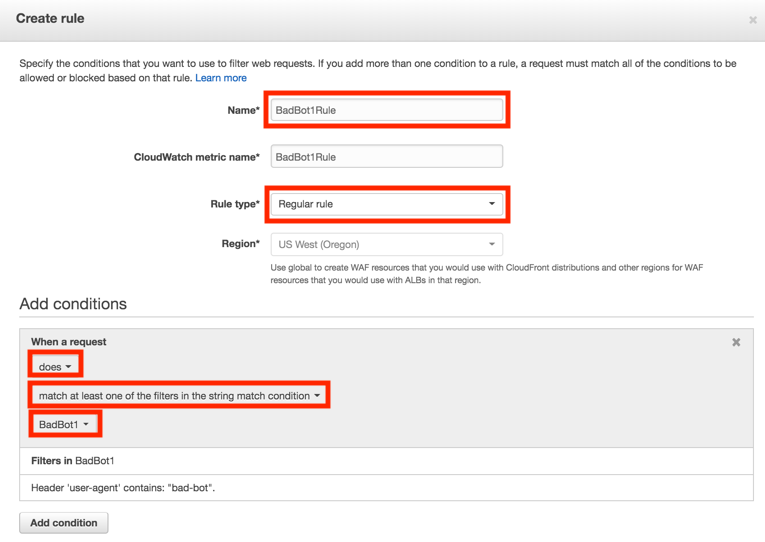 Create rule
Specify the conditions that you want to use to filter web requests. If you add more than one condition to a rule, a request must match all of the conditions to be
allowed or blocked based on that rule. Learn more
Name*
BadBot1Rule
CloudWatch metric name*
BadBot1Rule
Rule type*
Regular rule
Region*
US West (Oregon)
Use global to create WAF resources that you would use with CloudFront distributions and other regions for WAF
resources that you would use with ALBs in that region.
Add conditions
When a request
does
match at least one of the filters in the string match condition
BadBot1
Filters in BadBot1
Header 'user-agent' contains: "bad-bot".
Add condition